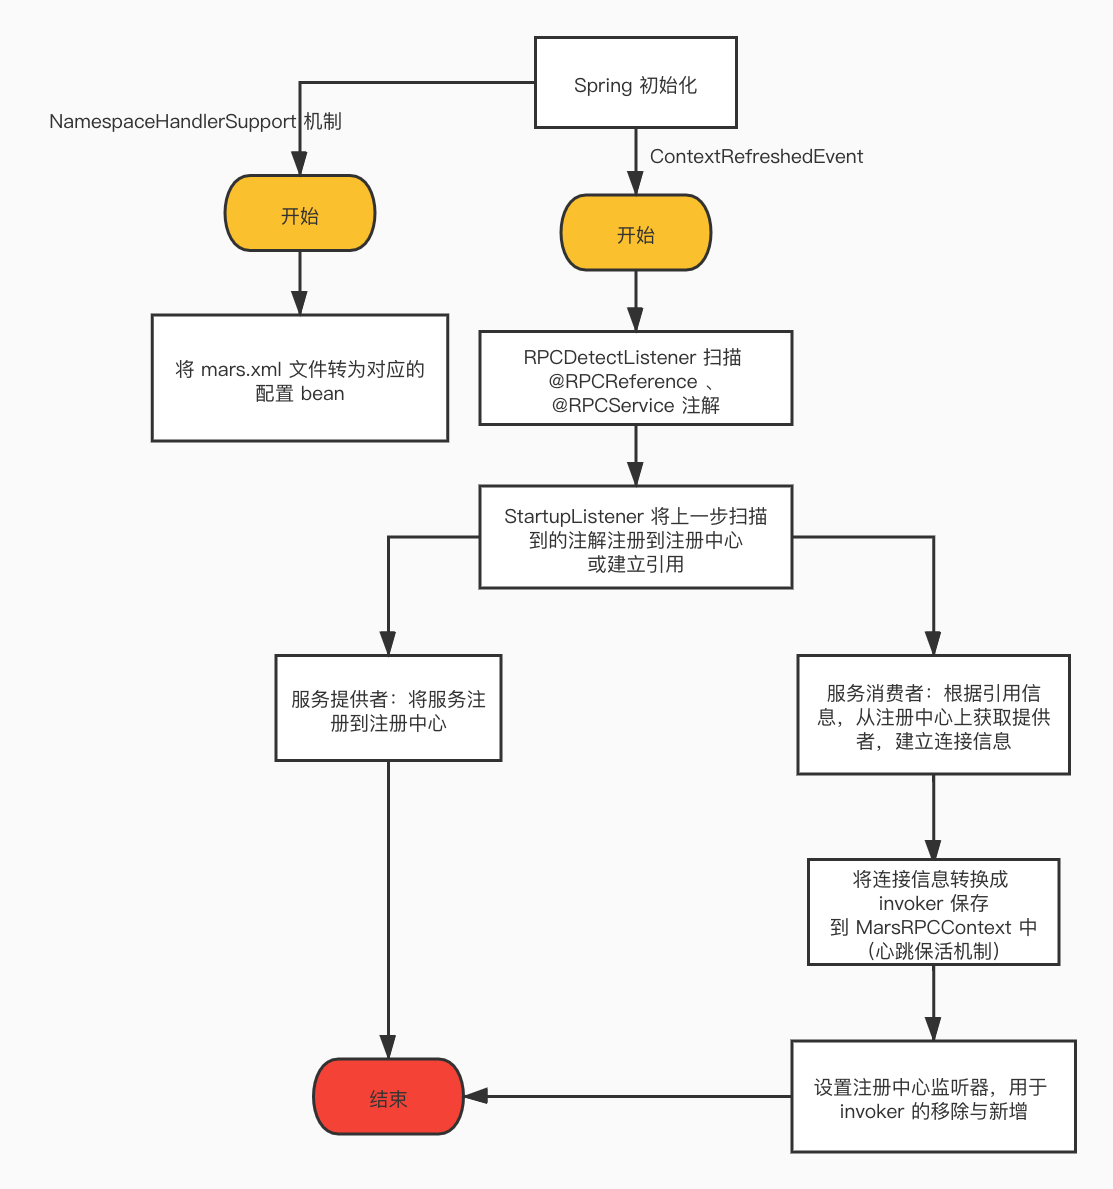 Spring 初始化
NamespaceHandlerSupport 机制
ContextRefreshedEvent
开始
开始
将 mars.xml 文件转为对应的
配置 bean
RPCDetectListener 扫描
@RPCReference 、
@RPCService 注解
StartupListener 将上一步扫描
到的注解注册到注册中心
或建立引用
服务提供者：将服务注
册到注册中心
服务消费者：根据引用信
息，从注册中心上获取提供
者，建立连接信息
将连接信息转换成
invoker 保存
到 MarsRPCContext 中
（心跳保活机制）
设置注册中心监听器，用于
invoker 的移除与新增
结束